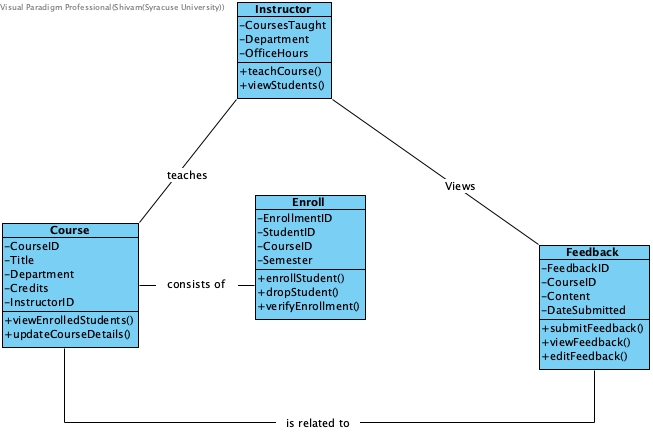 Visual Paradigm Professional(Shivam(Syracuse University))
Instructor
-CoursesTaught
-Department
-OfficeHours
+teachCourse()
+viewStudents()
teaches
Views
Enroll
-EnrollmentID
-StudentID
-CourseID
-Semester
+enrollStudent()
+dropStudent()
+verifyEnrollment()
Course
-CourseID
-Title
-Department
-Credits
-InstructorID
+viewEnrolledStudents()
+updateCourseDetails()
consists of
Feedback
-FeedbackID
-CourseID
-Content
-DateSubmitted
+submitFeedback()
+viewFeedback()
+editFeedback()
is related to